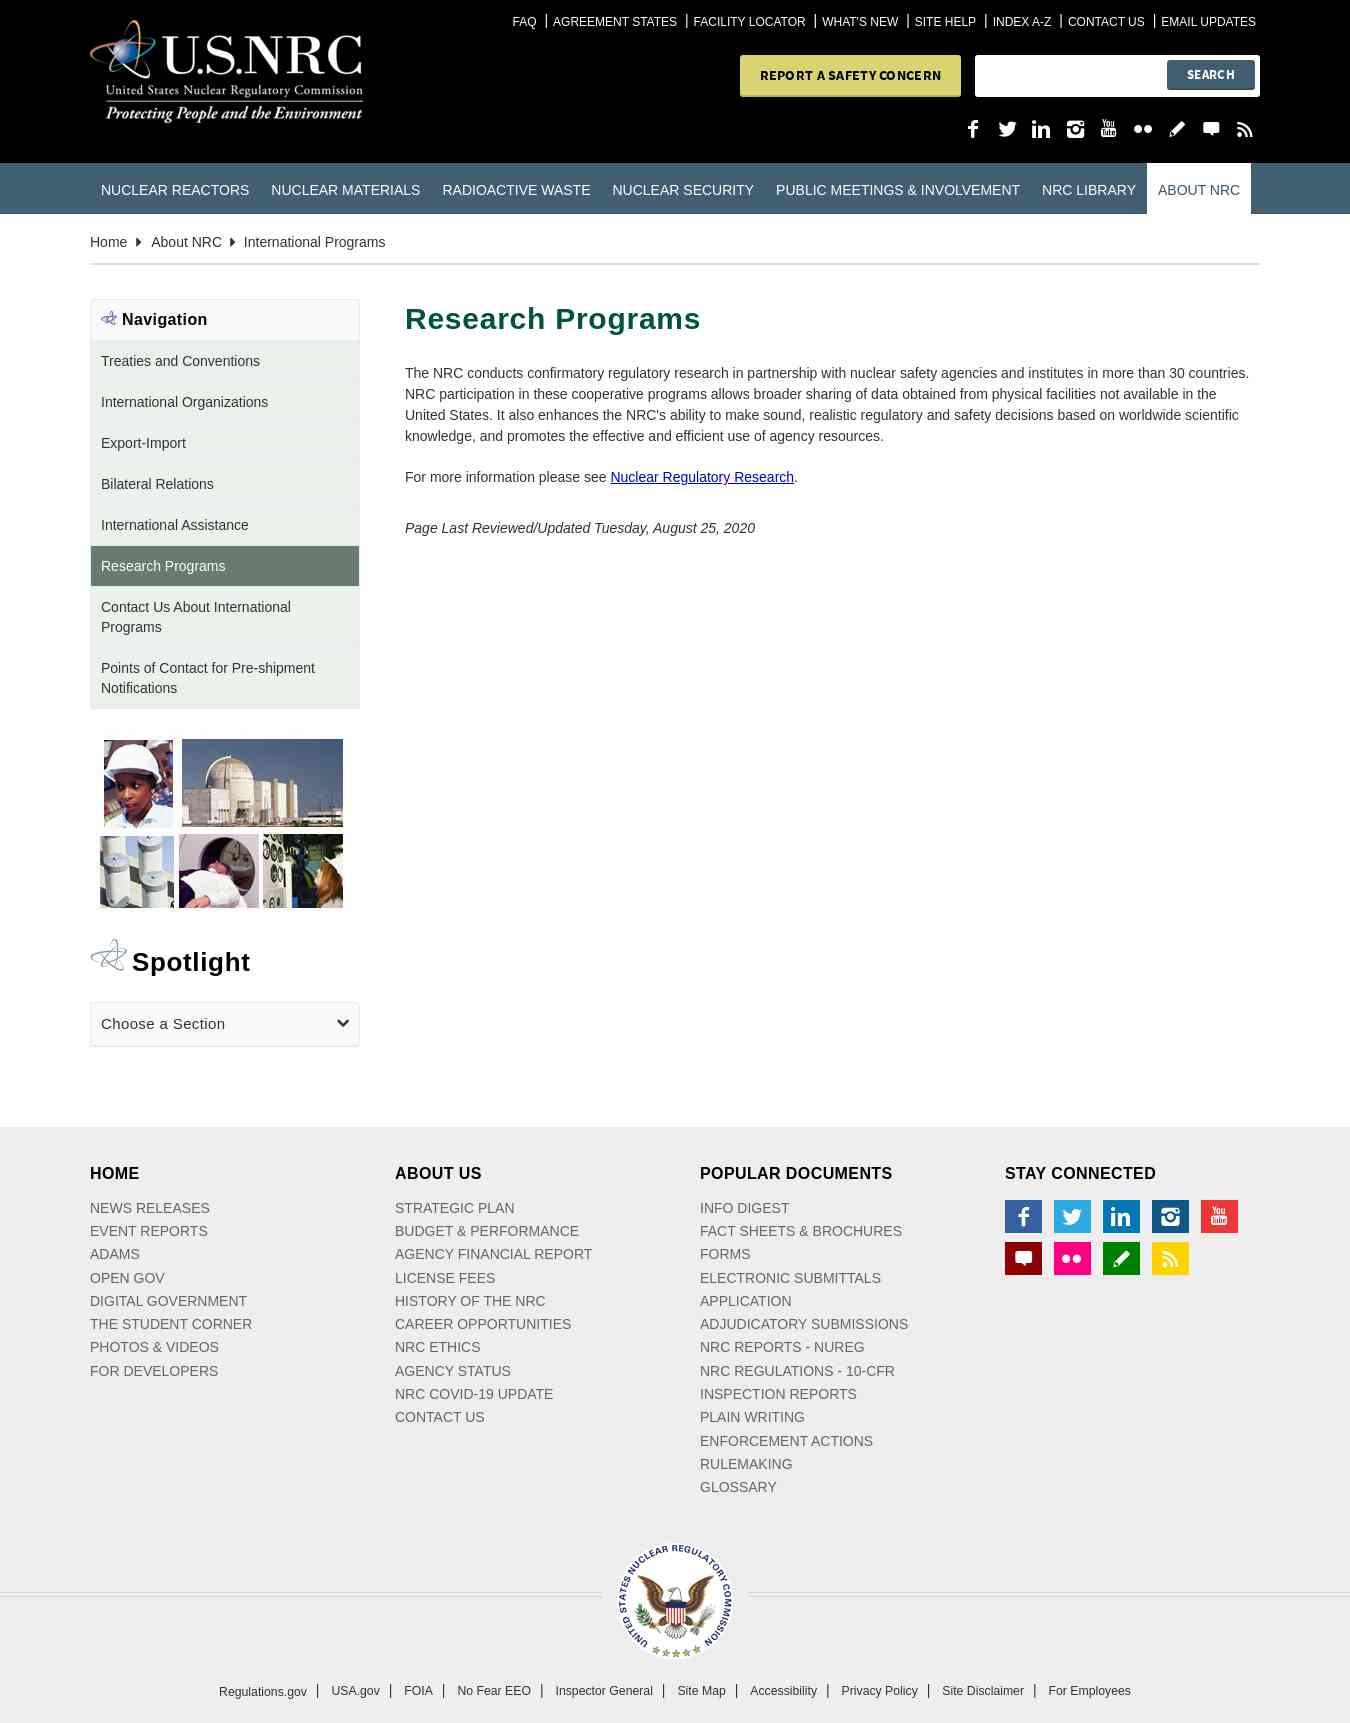 FAQ | AGREEMENT STATES | FACILITY LOCATOR | WHAT'S NEW | SITE HELP | INDEX A-Z | CONTACT US | EMAIL UPDATES
U.S.NRC
United States Nuclear Regulatory Commission
Protecting People and the Environment
REPORT A SAFETY CONCERN
SEARCH
You Tube
NUCLEAR REACTORS NUCLEAR MATERIALS RADIOACTIVE WASTE NUCLEAR SECURITY PUBLIC MEETINGS & INVOLVEMENT NRC LIBRARY ABOUT NRC
Home About NRC International Programs
Navigation
Treaties and Conventions
International Organizations
Export-Import
Bilateral Relations
International Assistance
Research Programs
Contact Us About International
Programs
Points of Contact for Pre-shipment
Notifications
Spotlight
Choose a Section
Research Programs
The NRC conducts confirmatory regulatory research in partnership with nuclear safety agencies and institutes in more than 30 countries.
NRC participation in these cooperative programs allows broader sharing of data obtained from physical facilities not available in the
United States. It also enhances the NRC's ability to make sound, realistic regulatory and safety decisions based on worldwide scientific
knowledge, and promotes the effective and efficient use of agency resources.
For more information please see Nuclear Regulatory Research.
Page Last Reviewed/Updated Tuesday, August 25, 2020
HOME
NEWS RELEASES
EVENT REPORTS
ADAMS
OPEN GOV
DIGITAL GOVERNMENT
THE STUDENT CORNER
PHOTOS & VIDEOS
FOR DEVELOPERS
ABOUT US
STRATEGIC PLAN
BUDGET & PERFORMANCE
AGENCY FINANCIAL REPORT
LICENSE FEES
HISTORY OF THE NRC
CAREER OPPORTUNITIES
NRC ETHICS
AGENCY STATUS
NRC COVID-19 UPDATE
CONTACT US
POPULAR DOCUMENTS
INFO DIGEST
FACT SHEETS & BROCHURES
FORMS
ELECTRONIC SUBMITTALS
APPLICATION
ADJUDICATORY SUBMISSIONS
NRC REPORTS - NUREG
NRC REGULATIONS - 10-CFR
INSPECTION REPORTS
PLAIN WRITING
ENFORCEMENT ACTIONS
RULEMAKING
GLOSSARY
STAY CONNECTED
You Tube
UNITED STATES NUCLEAR REGULATORY COMMISSION
Regulations.gov | USA.gov | FOIA | No Fear EEO | Inspector General | Site Map | Accessibility | Privacy Policy | Site Disclaimer | For Employees